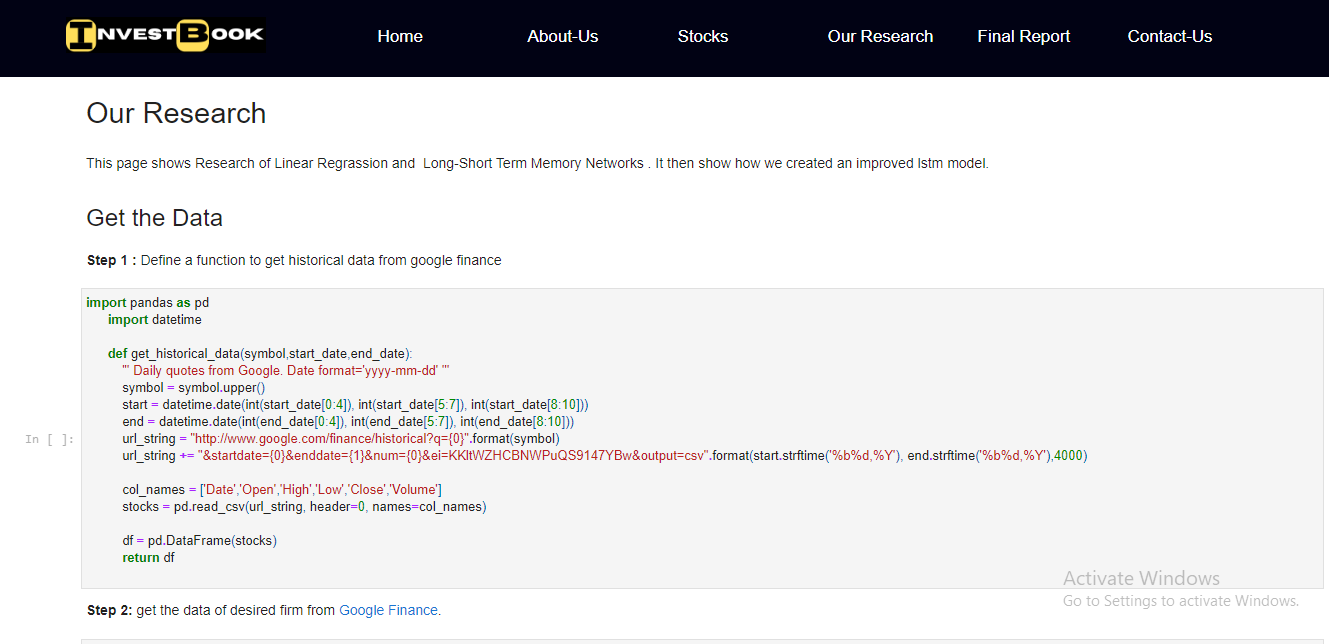 INVESTBOOK Home About-Us Stocks Our Research Final Report Contact-Us
Our Research
This page shows Research of Linear Regrassion and  Long-Short Term Memory Networks . It then show how we created an improved lstm model.
Get the Data
Step 1 : Define a function to get historical data from google finance
import pandas as pd
import datetime
def get_historical_data(symbol,start_date,end_date):
''' Daily quotes from Google. Date format='yyyy-mm-dd' '''
symbol = symbol.upper()
start = datetime.date(int(start_date[0:4]), int(start_date[5:7]), int(start_date[8:10]))
end = datetime.date(int(end_date[0:4]), int(end_date[5:7]), int(end_date[8:10]))
In [ ]:
url_string = "http://www.google.com/finance/historical?q={0}".format(symbol)
url_string += "&startdate={0}&enddate={1}&num={0}&ei=KKltWZHCBNWPuQS9147YBw&output=csv".format(start.strftime('%b%d,%Y'), end.strftime('%b%d,%Y'),4000)
col_names = ['Date','Open','High','Low','Close','Volume']
stocks = pd.read_csv(url_string, header=0, names=col_names)
df = pd.DataFrame(stocks)
return df
Activate Windows
Go to Settings to activate Windows.
Step 2: get the data of desired firm from Google Finance.